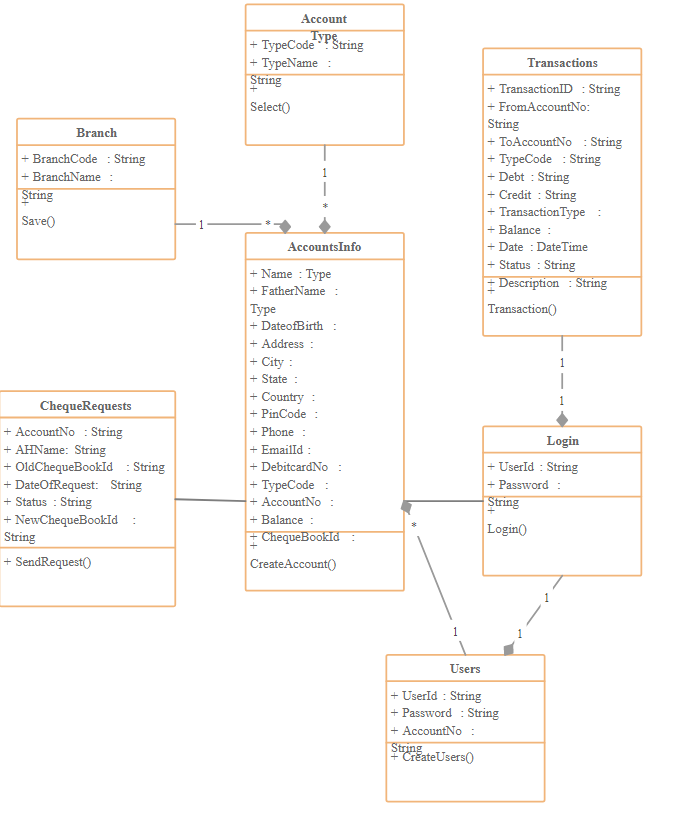 Account
Type
+ TypeCode : String
+ TypeName :
String
+
Select()
1
*
Branch
+ BranchCode : String
+ BranchName :
String
+
Save()
1
*
Transactions
+ TransactionID : String
+ FromAccountNo:
String
+ ToAccountNo : String
+ TypeCode : String
+ Debt : String
+ Credit : String
+ TransactionType :
+ Balance :
+ Date : DateTime
+ Status : String
+ Description : String
+
Transaction()
1
1
AccountsInfo
+ Name : Type
+ FatherName :
Type
+ DateofBirth :
+ Address :
+ City :
+ State :
+ Country :
+ PinCode :
+ Phone :
+ EmailId :
+ DebitcardNo :
+ TypeCode :
+ AccountNo :
+ Balance :
+ ChequeBookId :
+
CreateAccount()
ChequeRequests
+ AccountNo : String
+ AHName: String
+ OldChequeBookId : String
+ DateOfRequest: String
+ Status : String
+ NewChequeBookId :
String
+ SendRequest()
Login
+ UserId : String
+ Password :
String
+
Login()
*
1
1
1
Users
+ UserId : String
+ Password : String
+ AccountNo :
String
+ CreateUsers()